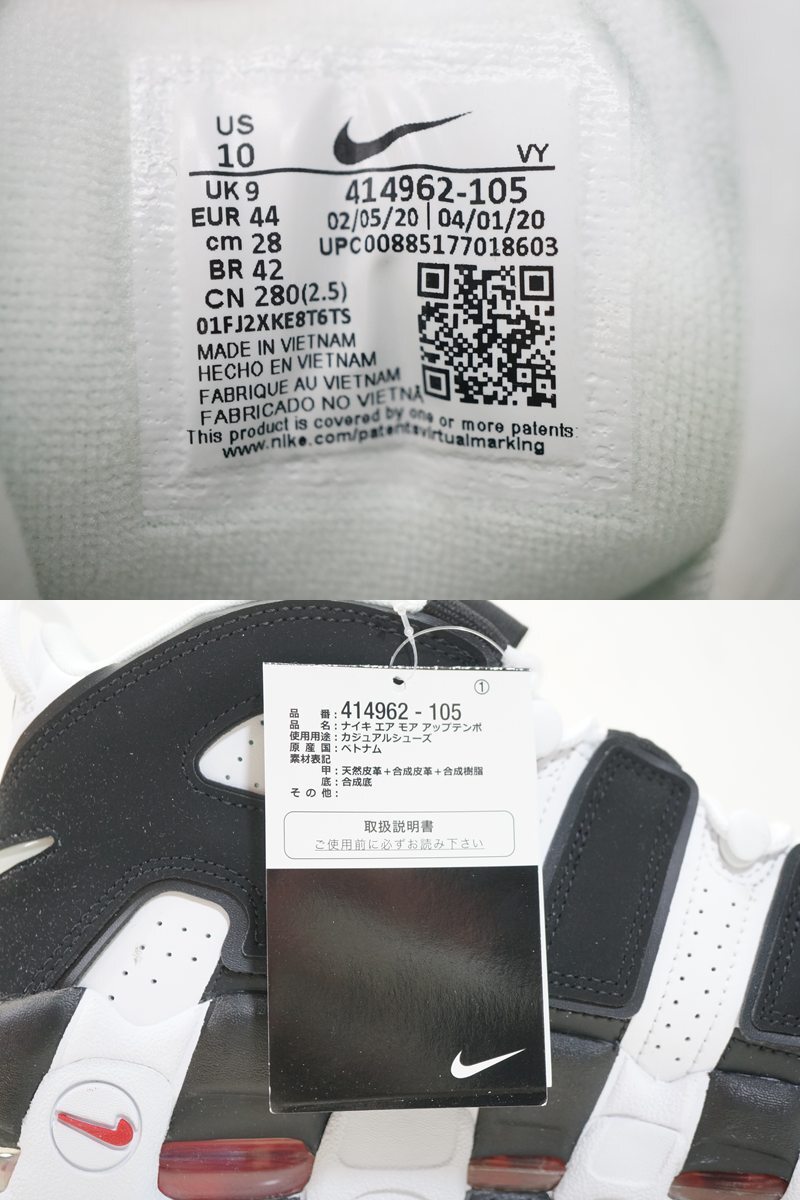 US
10
VY
UK 9
414962-105
EUR 44
02/05/20 | 04/01/20
cm 28
UPC00885177018603
BR 42
CN 280(2.5)
01FJ2XKE8T6TS
MADE IN VIETNAM
HECHO EN VIETNAM
FABRIQUE AU VIETNAM
FABRICADO NO VIETNA
This product is covered by one or more patents:
www.nike.com/patentsvirtualmarking
①
品 番:414962 - 105
品 名:ナイキ エア モア アップテンポ
使用用途:カジュアルシューズ
原 産 国:ベトナム
素材表記
甲:天然皮革+合成皮革+合成樹脂
底:合成底
そ の 他:
取扱説明書
ご使用前に必ずお読み下さい